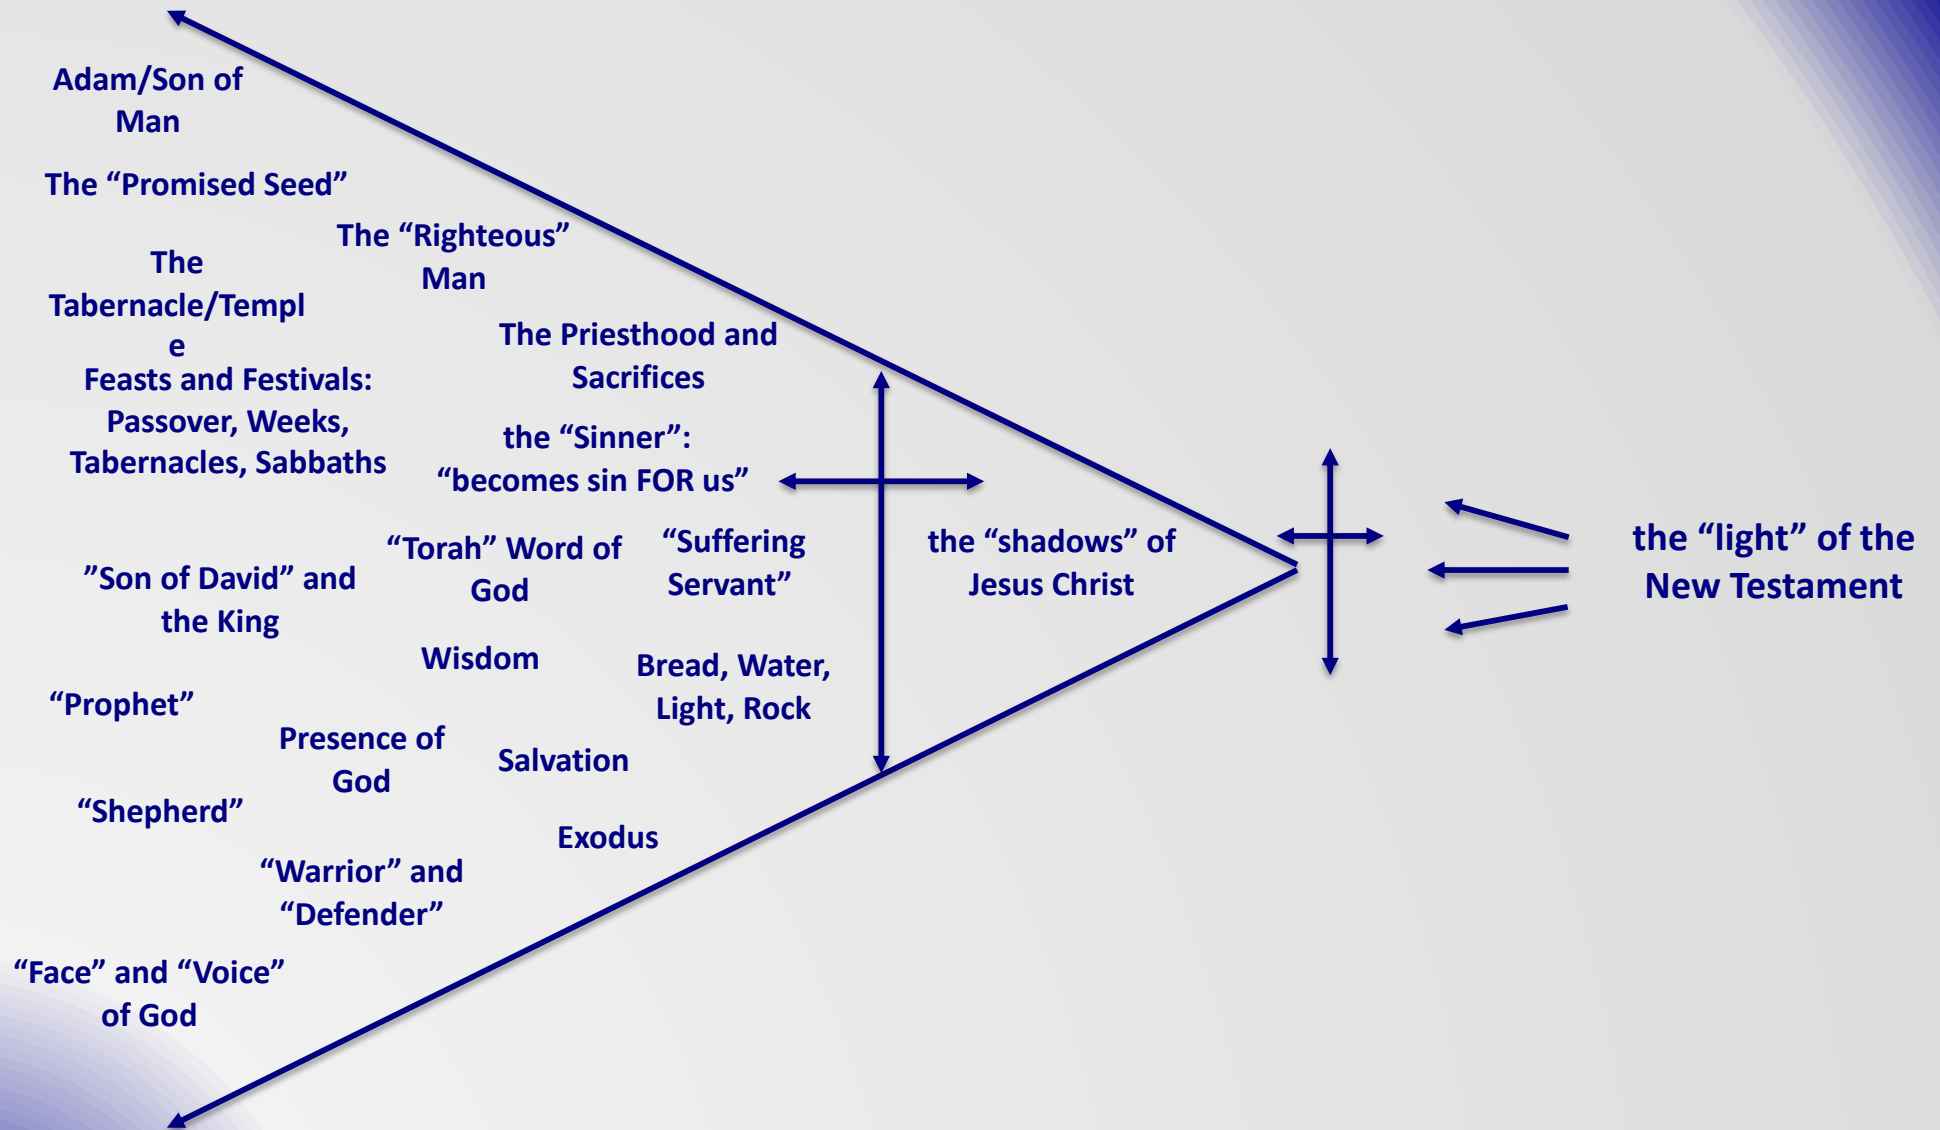 Adam/Son of
Man
The “Promised Seed”
The “Righteous”
Man
The
Tabernacle/Templ
e
The Priesthood and
Sacrifices
Feasts and Festivals:
Passover, Weeks,
Tabernacles, Sabbaths
the “Sinner”:
“becomes sin FOR us”
“Torah” Word of
God
“Suffering
Servant”
the “shadows” of
Jesus Christ
the “light” of the
New Testament
”Son of David” and
the King
Wisdom
Bread, Water,
Light, Rock
“Prophet”
Presence of
God
Salvation
“Shepherd”
Exodus
“Warrior” and
“Defender”
“Face” and “Voice”
of God